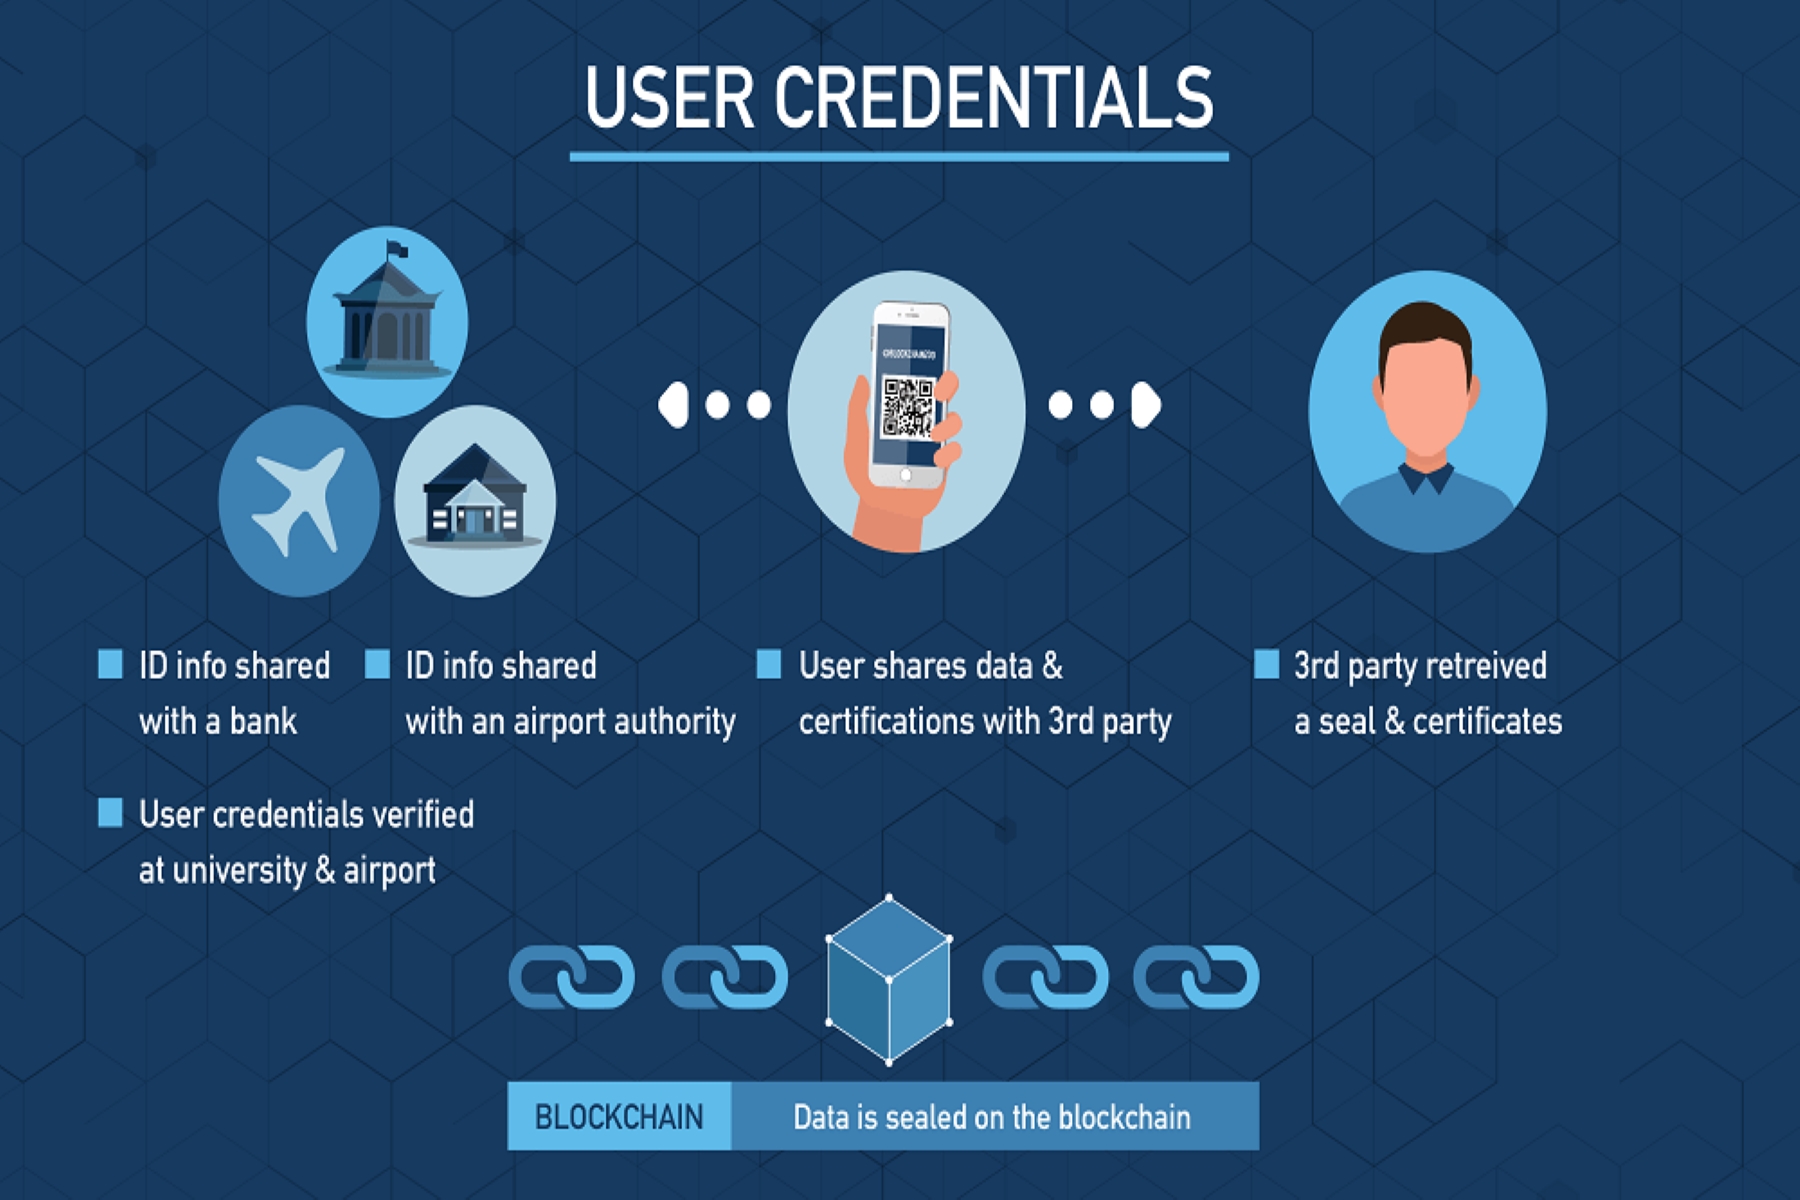 USER CREDENTIALS
@BLOCKCHAINZOO
ID info shared
with a bank
ID info shared
with an airport authority
User shares data &
certifications with 3rd party
3rd party retreived
a seal & certificates
User credentials verified
at university & airport
BLOCKCHAIN
Data is sealed on the blockchain